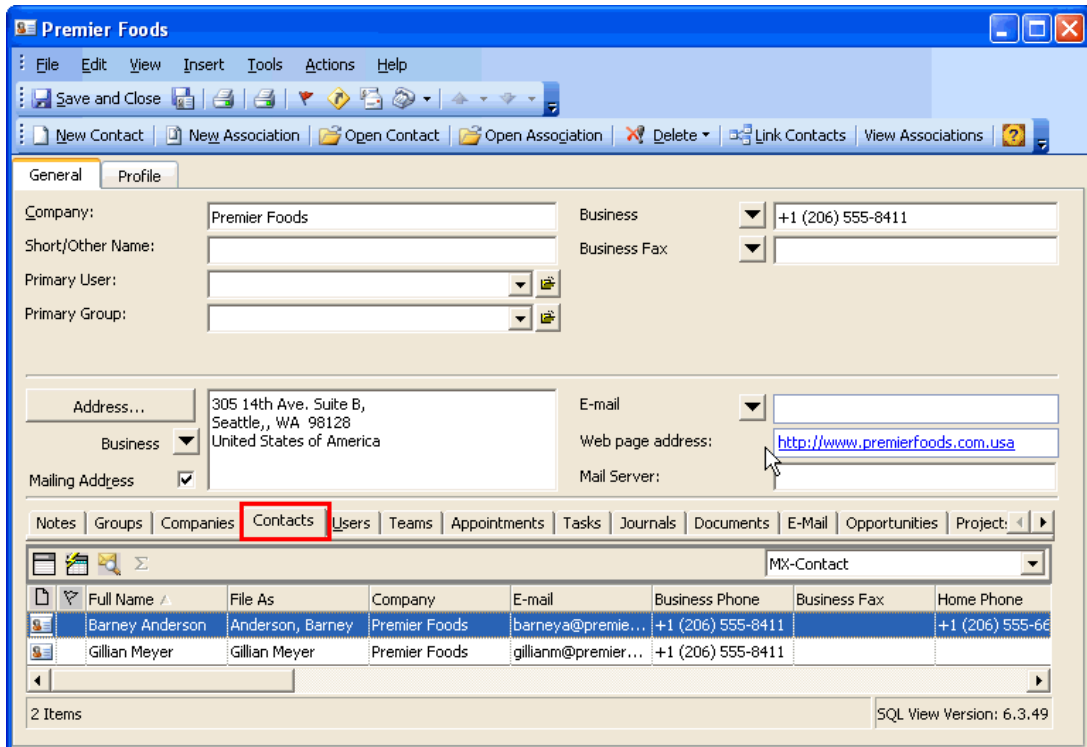 Premier Foods
File Edit View Insert Tools Actions Help
Save and Close
New Contact New Association Open Contact Open Association Delete Link Contacts View Associations
General Profile
Company: Premier Foods Business +1 (206) 555-8411
Short/Other Name: Business Fax
Primary User:
Primary Group:
Address... 305 14th Ave. Suite B, E-mail
Seattle,, WA 98128
Business United States of America Web page address: http://www.premierfoods.com.usa
Mailing Address Mail Server:
Notes Groups Companies Contacts Users Teams Appointments Tasks Journals Documents E-Mail Opportunities Project:
Σ MX-Contact
Full Name File As Company E-mail Business Phone Business Fax Home Phone
Barney Anderson Anderson, Barney Premier Foods barneya@premie... +1 (206) 555-8411 +1 (206) 555-66
Gillian Meyer Gillian Meyer Premier Foods gillianm@premier... +1 (206) 555-8411
2 Items SQL View Version: 6.3.49